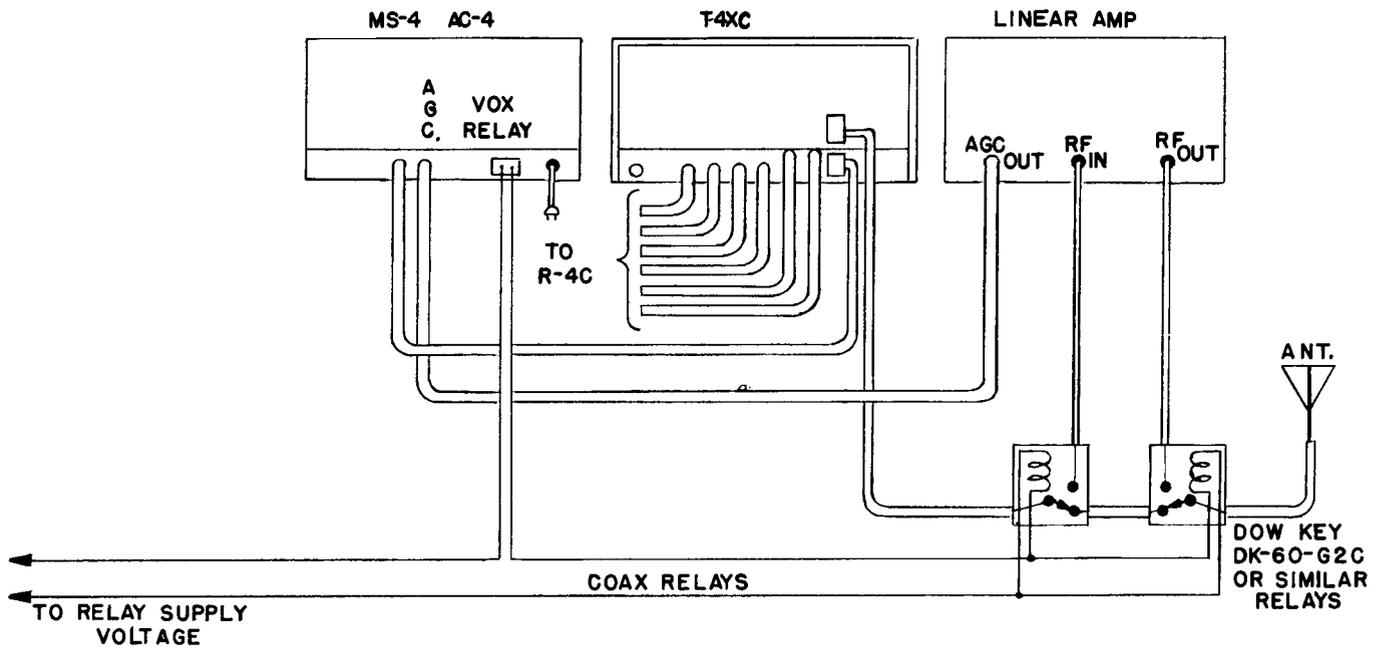 MS-4 AC-4
T-4XC
LINEAR AMP
AGC.
VOX
RELAY
AGC OUT
RF IN
RF OUT
TO
R-4C
ANT.
DOW KEY
DK-60-G2C
OR SIMILAR
RELAYS
COAX RELAYS
TO RELAY SUPPLY
VOLTAGE